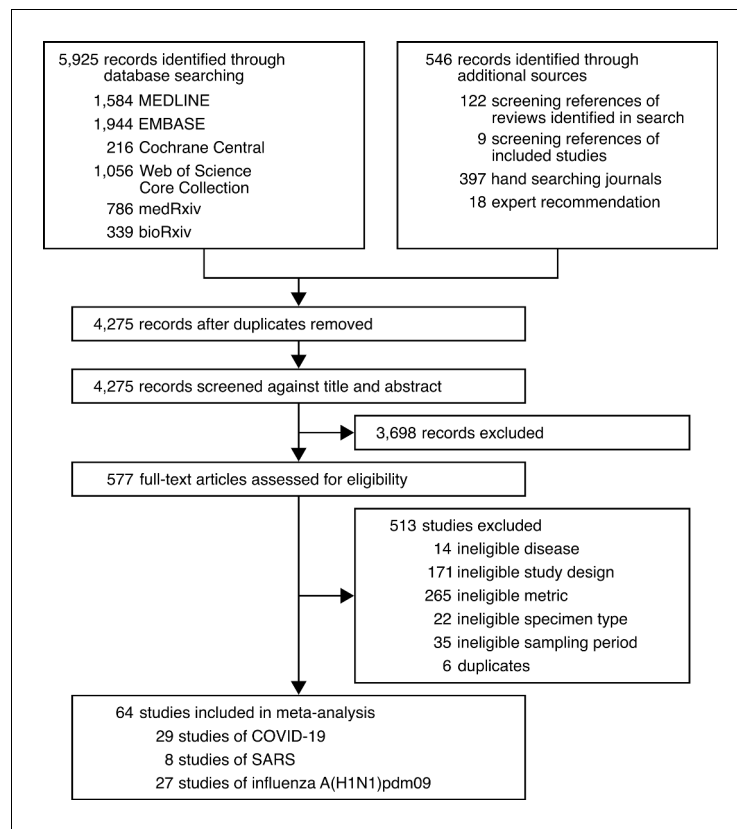 5,925 records identified through
database searching
1,584 MEDLINE
1,944 EMBASE
216 Cochrane Central
1,056 Web of Science
Core Collection
786 medRxiv
339 bioRxiv
546 records identified through
additional sources
122 screening references of
reviews identified in search
9 screening references of
included studies
397 hand searching journals
18 expert recommendation
4,275 records after duplicates removed
4,275 records screened against title and abstract
3,698 records excluded
577 full-text articles assessed for eligibility
513 studies excluded
14 ineligible disease
171 ineligible study design
265 ineligible metric
22 ineligible specimen type
35 ineligible sampling period
6 duplicates
64 studies included in meta-analysis
29 studies of COVID-19
8 studies of SARS
27 studies of influenza A(H1N1)pdm09